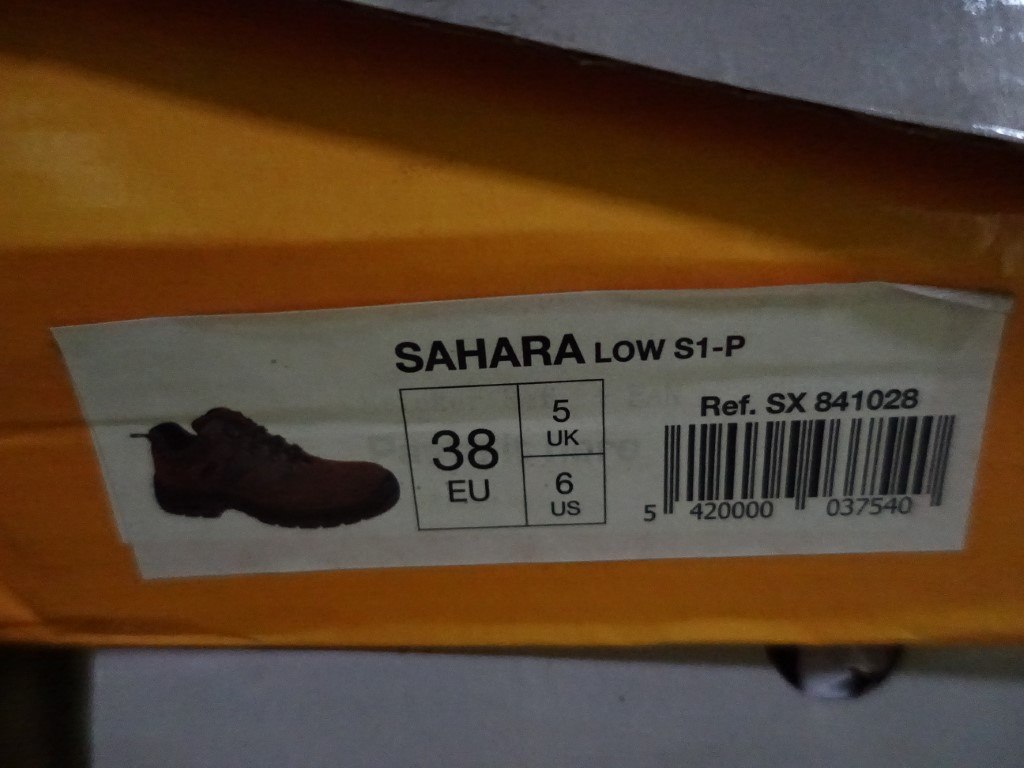 SAHARA LOW S1-P
38
EU
5
UK
6
US
Ref. SX 841028
5 420000 037540